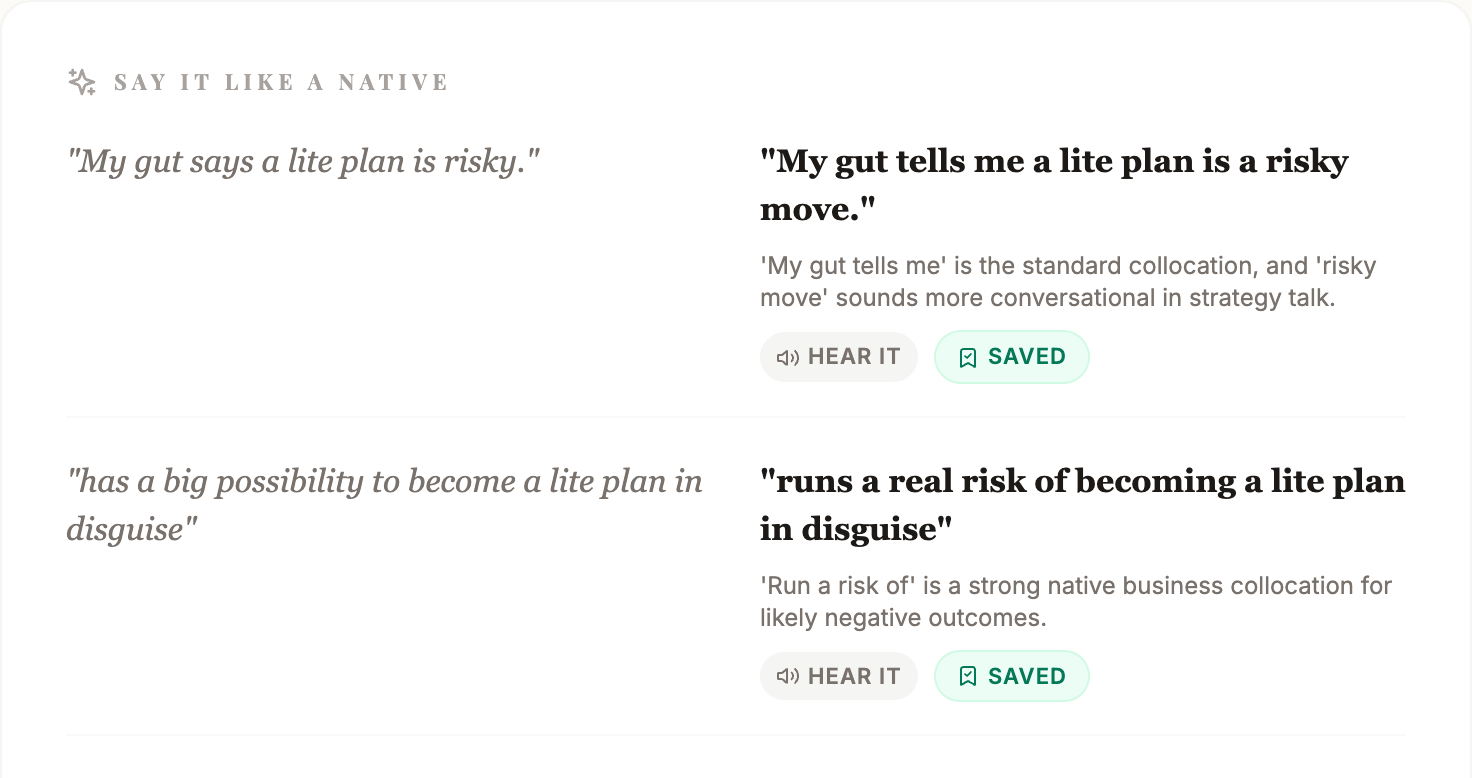 SAY IT LIKE A NATIVE
"My gut says a lite plan is risky."
"My gut tells me a lite plan is a risky
move."
'My gut tells me' is the standard collocation, and 'risky
move' sounds more conversational in strategy talk.
HEAR IT
SAVED
"has a big possibility to become a lite plan in
disguise"
"runs a real risk of becoming a lite plan
in disguise"
'Run a risk of' is a strong native business collocation for
likely negative outcomes.
HEAR IT
SAVED